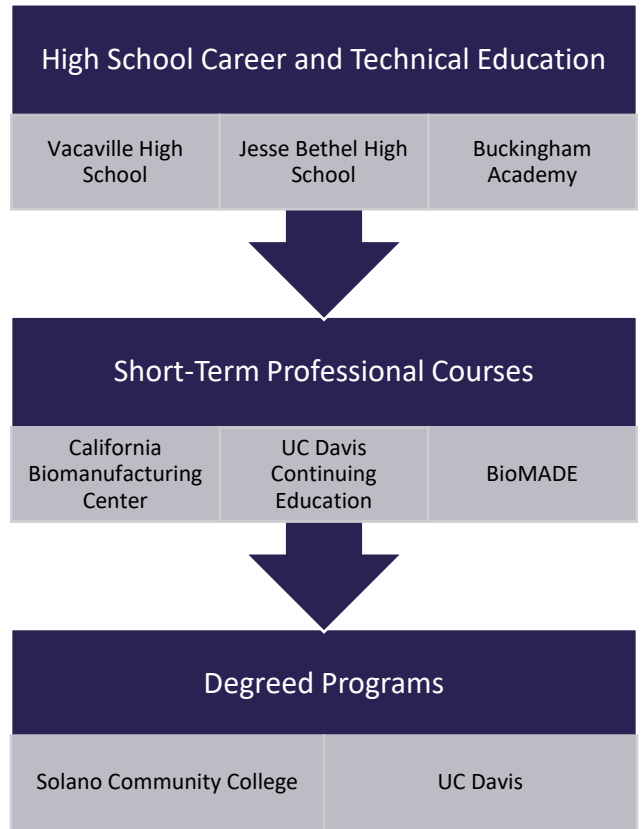 High School Career and Technical Education
Vacaville High
School
Jesse Bethel High
School
Buckingham
Academy
Short-Term Professional Courses
California
Biomanufacturing
Center
UC Davis
Continuing
Education
BioMADE
Degreed Programs
Solano Community College
UC Davis